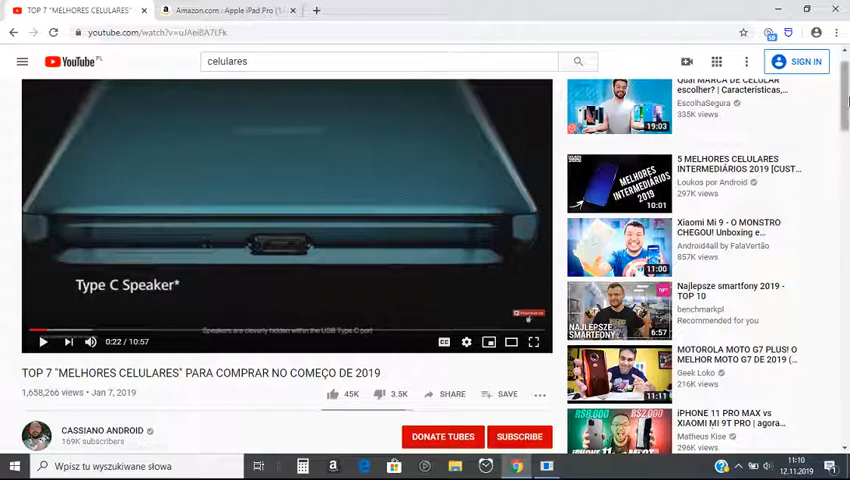 TOP 7 "MELHORES CELULARES"
Amazon.com : Apple iPad Pro (1
youtube.com/watch?v=uJAeiBA7LFk
50
YouTube PL
celulares
SIGN IN
Type C Speaker*
Speakers are cleverly hidden within the USB Type C port
0:22 / 10:57
TOP 7 "MELHORES CELULARES" PARA COMPRAR NO COMEÇO DE 2019
1,658,266 views • Jan 7, 2019
45K
3.5K
SHARE
SAVE
CASSIANO ANDROID
169K subscribers
DONATE TUBES
SUBSCRIBE
Qual MARCA DE CELULAR
escolher? | Características,...
EscolhaSegura
335K views
19:03
5 MELHORES CELULARES
INTERMEDIÁRIOS 2019 [CUST...
Loukos por Android
297K views
MELHORES
INTERMEDIÁRIOS
2019
10:01
Xiaomi Mi 9 - O MONSTRO
CHEGOU! Unboxing e...
Android4all by FalaVertão
857K views
11:00
Najlepsze smartfony 2019 -
TOP 10
benchmarkpl
Recommended for you
NAJLEPSZE
SMARTFONY
6:57
MOTOROLA MOTO G7 PLUS! O
MELHOR MOTO G7 DE 2019 (...
Geek Loko
216K views
11:11
iPHONE 11 PRO MAX vs
XIAOMI MI 9T PRO | agora...
Matheus Kise
296K views
R$8.000
R$2.000
Wpisz tu wyszukiwane słowa
11:10
12.11.2019